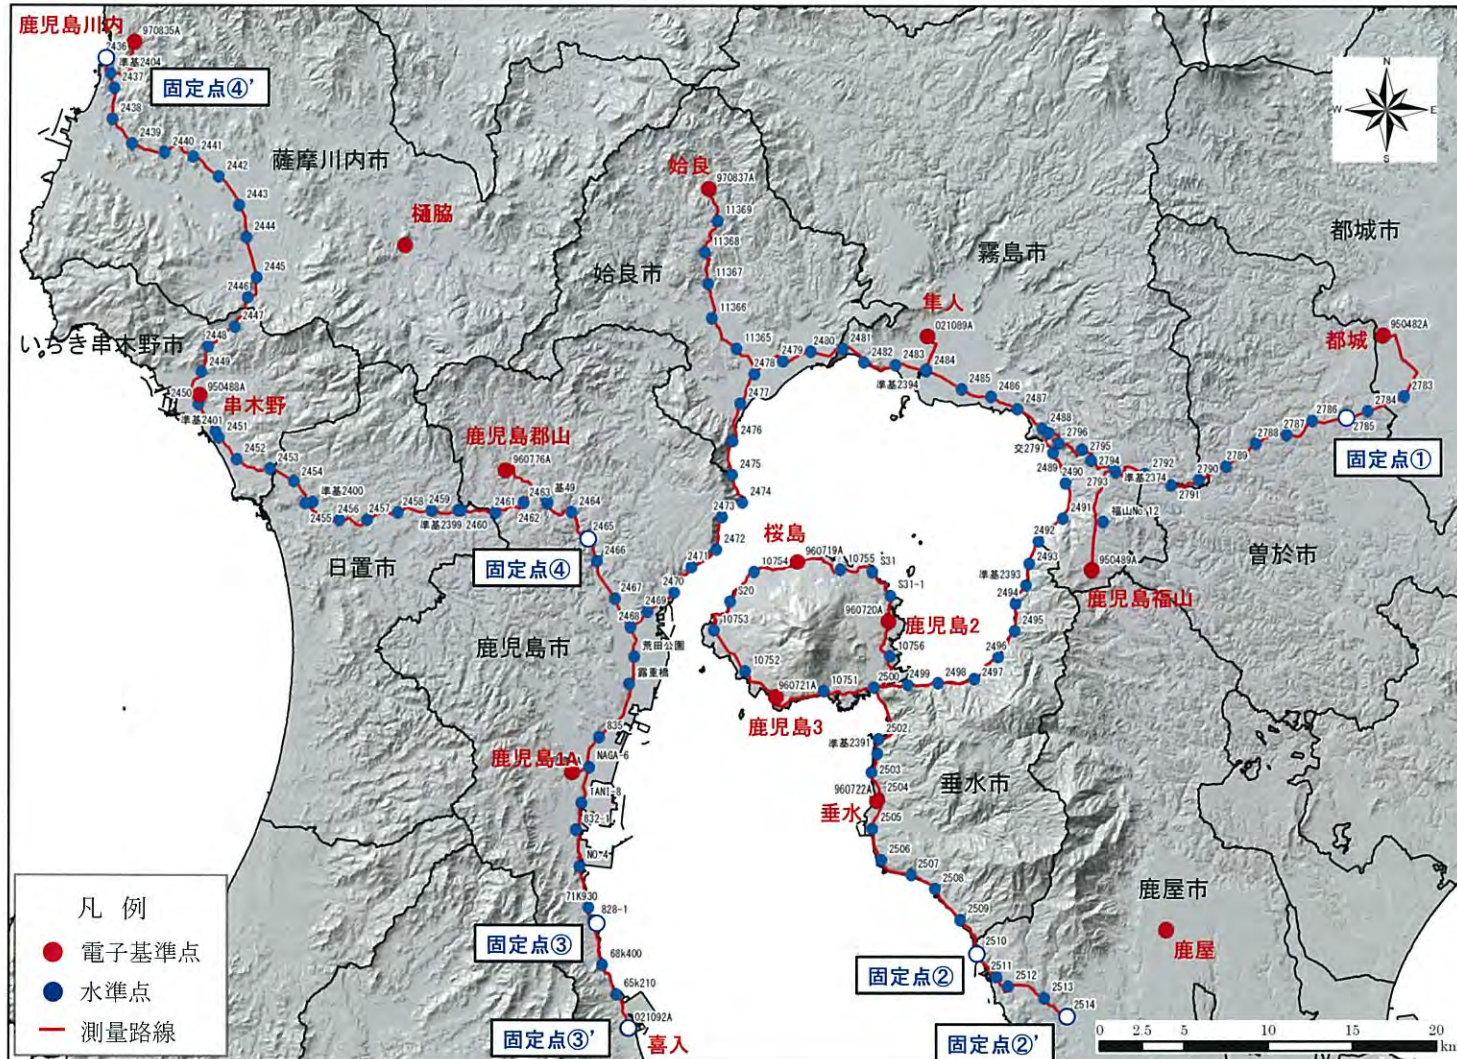 鹿児島川内
970835A
2436
準基2404
2437
固定点④'
2438
2439
2440
2441
2442
薩摩川内市
2443
2444
2445
2446
2447
樋脇
いちき串木野市
2448
2449
2450
950488A
串木野
準基2401
2451
2452
2453
2454
準基2400
2455
2456
2457
2458
2459
準基2399
2460
2461
2462
2463
基49
2464
2465
鹿児島郡山
960776A
日置市
固定点④
2466
2467
2468
2469
2470
2471
2472
2473
2474
2475
2476
2477
2478
姶良
970837A
11369
11368
11367
11366
11365
姶良市
2479
2480
2481
2482
2483
2484
準基2394
隼人
021089A
霧島市
2485
2486
2487
2488
2796
2795
交2797
2489
2490
2794
2793
準基2374
2792
2791
2790
2789
2788
2787
2786
2785
2784
2783
都城市
都城
950482A
固定点①
曽於市
福山No.12
950489A
鹿児島福山
2491
2492
2493
準基2393
2494
2495
2496
2497
2498
2499
2500
桜島
960719A
10754
10755
S31
S31-1
S20
960720A
鹿児島2
10753
10756
10752
960721A
10751
鹿児島3
鹿児島市
荒田公園
露重橋
835
NAGA-6
鹿児島1A
TANI-8
832-1
NO.4
71K930
828-1
固定点③
68k400
65k210
021092A
固定点③'
喜入
2502
準基2391
2503
2504
960722A
垂水
2505
垂水市
2506
2507
2508
2509
2510
固定点②
2511
2512
2513
2514
固定点②'
鹿屋市
鹿屋
N
W
E
S
凡 例
電子基準点
水準点
測量路線
0 2.5 5 10 15 20
km